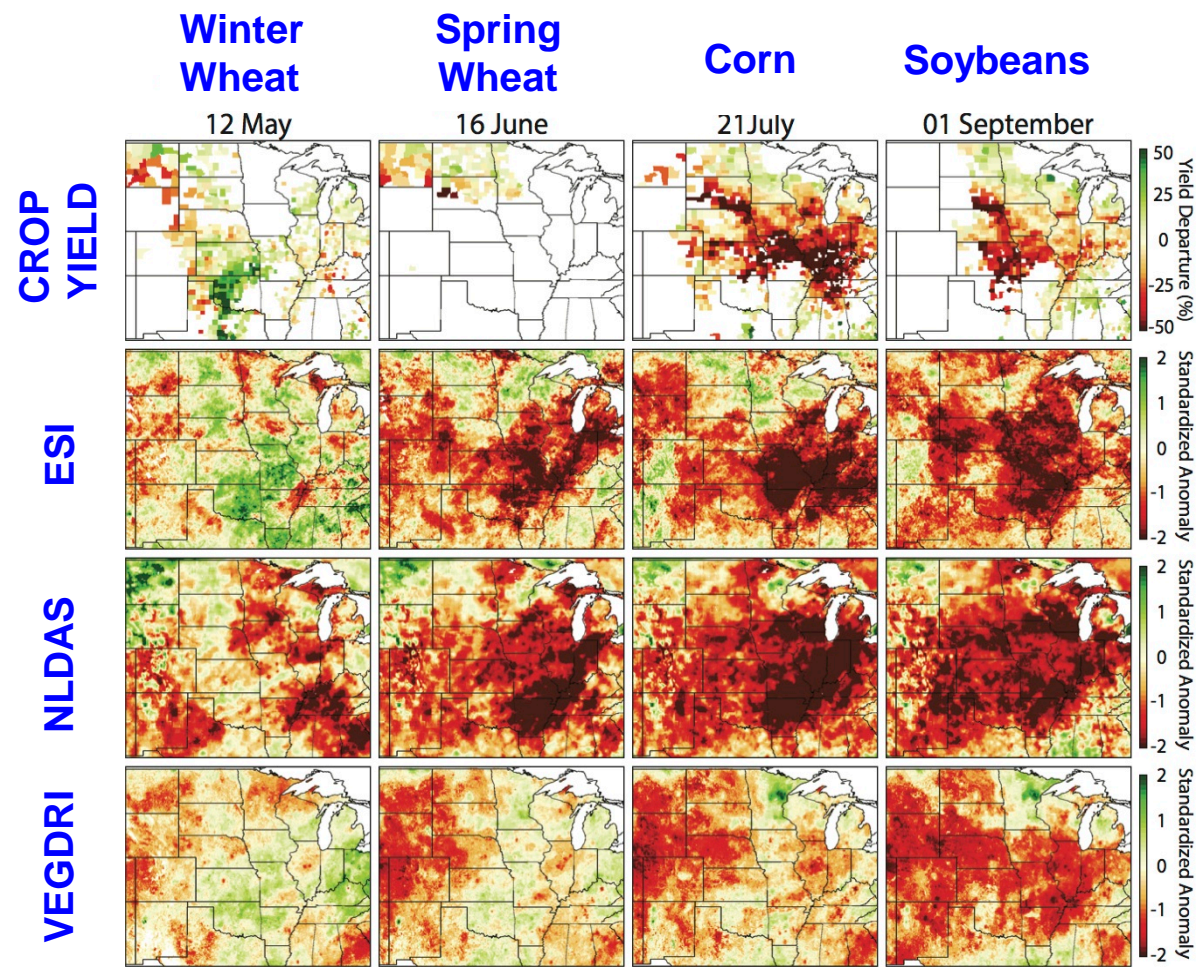 Winter
Wheat
Spring
Wheat
Corn
Soybeans
12 May
16 June
21July
01 September
CROP
YIELD
50
25
0
-25
-50
Yield Departure (%)
ESI
2
1
0
-1
-2
Standardized Anomaly
NLDAS
2
1
0
-1
-2
Standardized Anomaly
VEGDRI
2
1
0
-1
-2
Standardized Anomaly